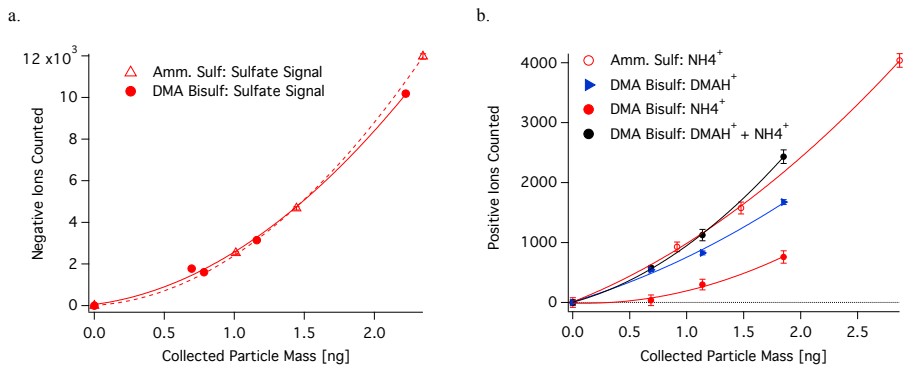 a.
12 x10³
10
8
6
4
2
0
Negative Ions Counted
Amm. Sulf: Sulfate Signal
DMA Bisulf: Sulfate Signal
0.0
0.5
1.0
1.5
2.0
Collected Particle Mass [ng]
b.
4000
3000
2000
1000
0
Positive Ions Counted
Amm. Sulf: NH4⁺
DMA Bisulf: DMAH⁺
DMA Bisulf: NH4⁺
DMA Bisulf: DMAH⁺ + NH4⁺
0.0
0.5
1.0
1.5
2.0
2.5
Collected Particle Mass [ng]